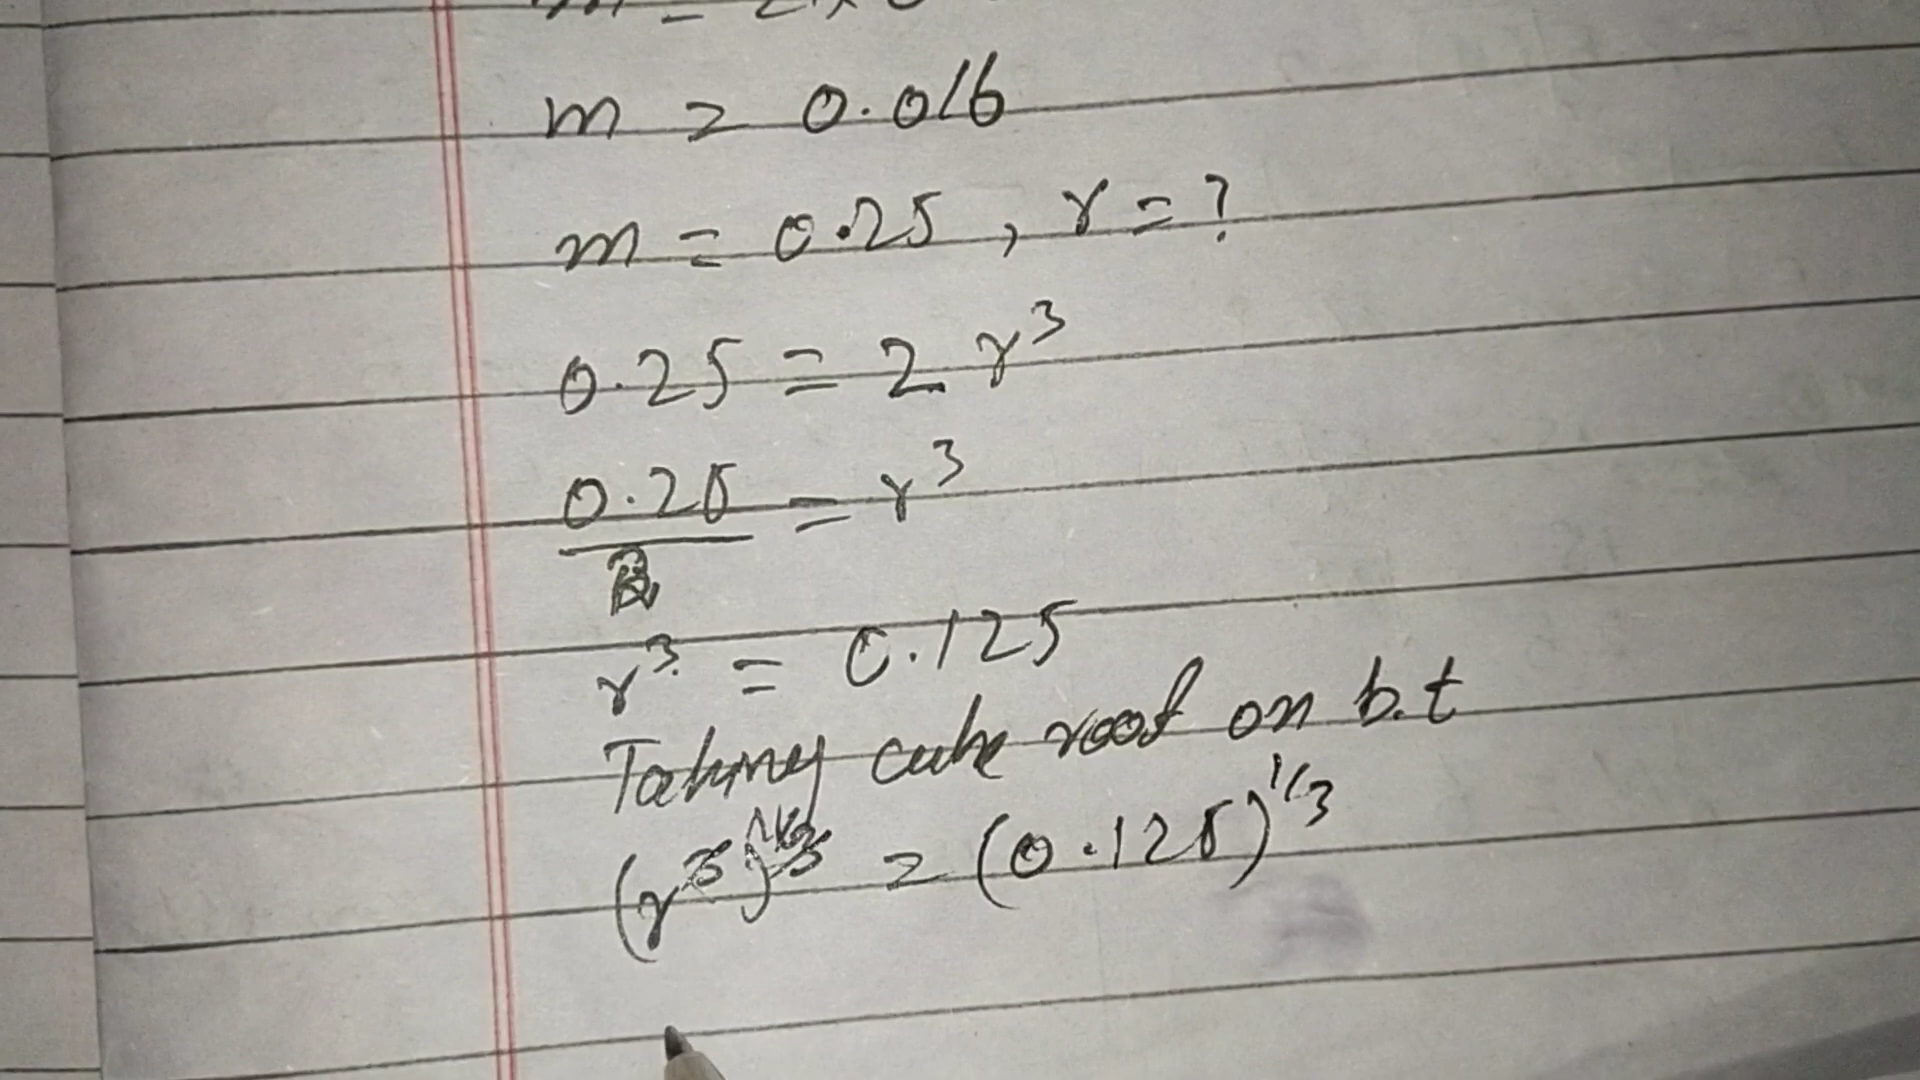 m = 0.016
m = 0.25 , r = ?
0.25 = 2 r³
0.25/2 = r³
r³ = 0.125
Taking cube root on b.t
(r³)^1/3 = (0.125)^1/3